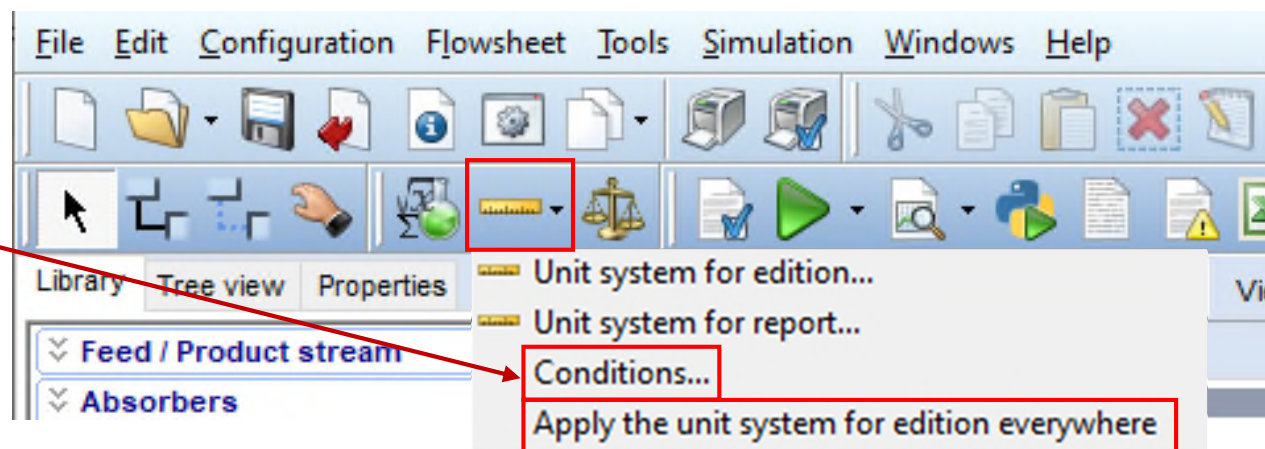 File Edit Configuration Flowsheet Tools Simulation Windows Help
Library Tree view Properties
Unit system for edition...
Unit system for report...
Feed / Product stream
Conditions...
Absorbers
Apply the unit system for edition everywhere